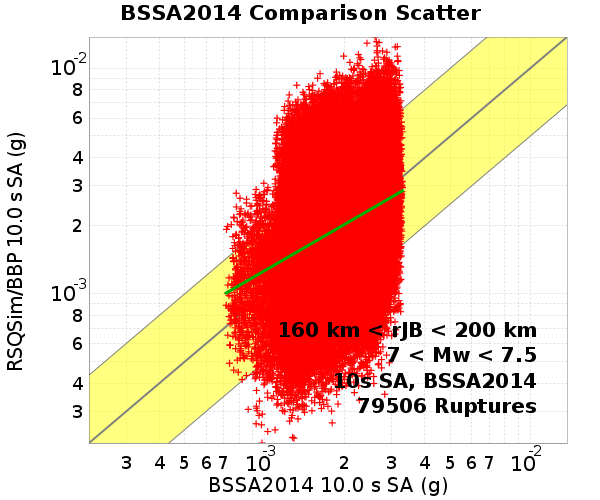 BSSA2014 Comparison Scatter
RSQSim/BBP 10.0 s SA (g)
10-2
8
6
4
3
2
10-3
8
6
4
3
160 km < rJB < 200 km
7 < Mw < 7.5
10s SA, BSSA2014
79506 Ruptures
3 4 5 6 7 10-3 2 3 4 5 6 7 10-2
BSSA2014 10.0 s SA (g)